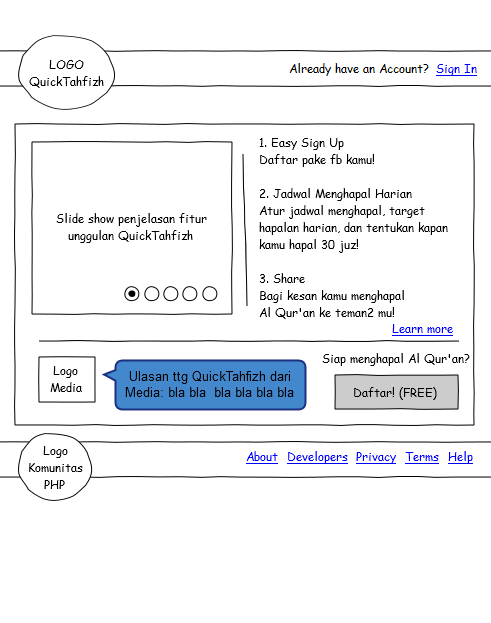 LOGO
QuickTahfizh
Already have an Account? Sign In
Slide show penjelasan fitur
unggulan QuickTahfizh
1. Easy Sign Up
Daftar pake fb kamu!
2. Jadwal Menghapal Harian
Atur jadwal menghapal, target
hapalan harian, dan tentukan kapan
kamu hapal 30 juz!
3. Share
Bagi kesan kamu menghapal
Al Qur'an ke teman2 mu!
Learn more
Logo
Media
Ulasan ttg QuickTahfizh dari
Media: bla bla bla bla bla bla
Siap menghapal Al Qur'an?
Daftar! (FREE)
Logo
Komunitas
PHP
About Developers Privacy Terms Help